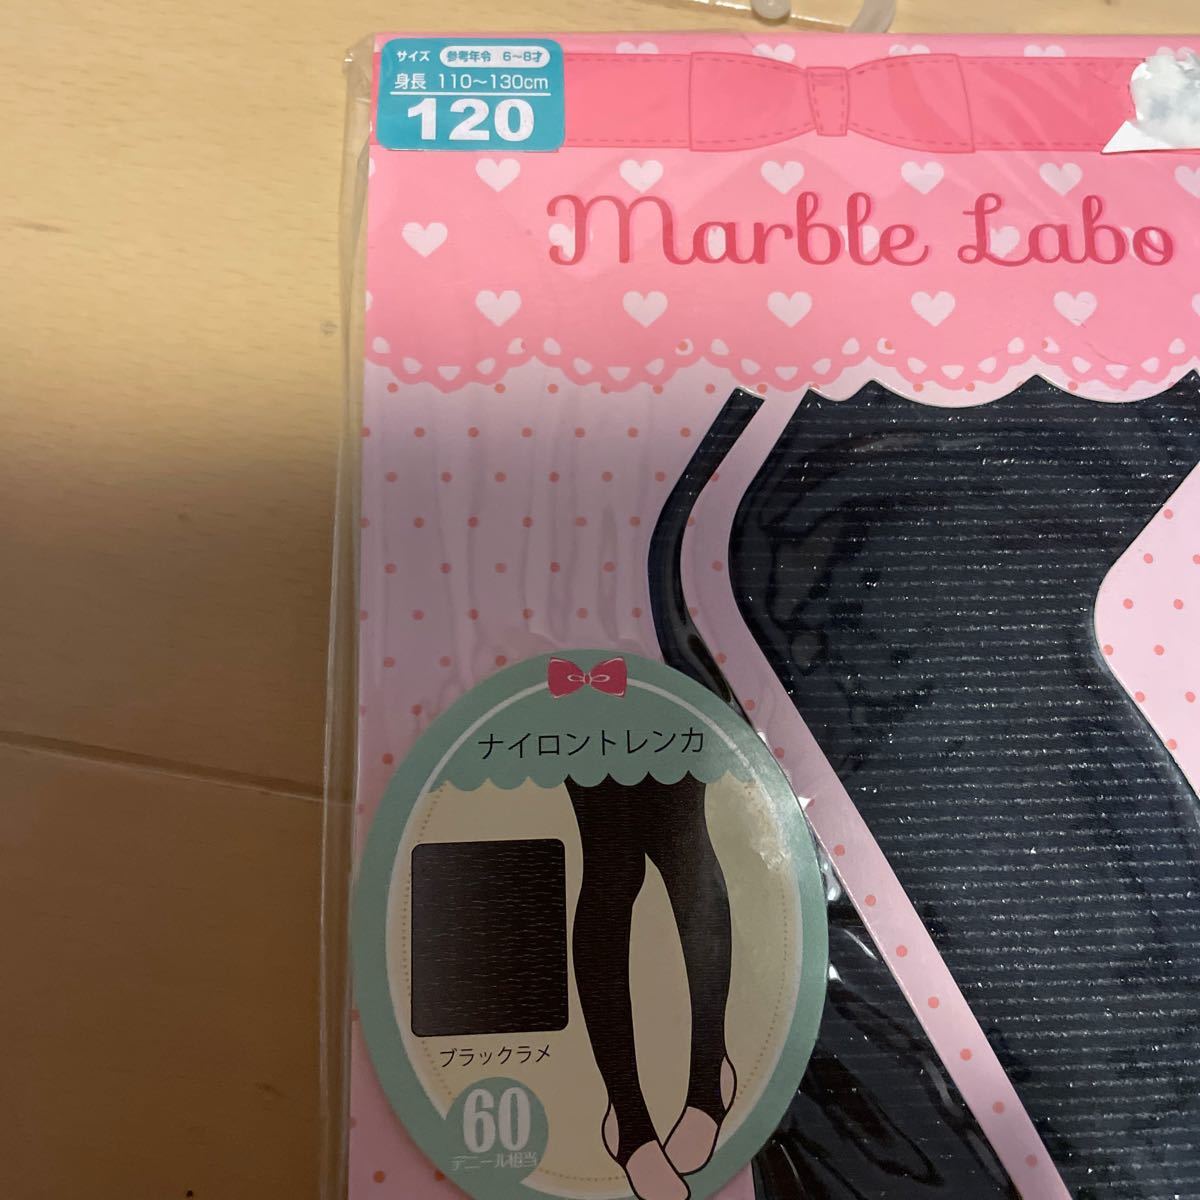 サイズ 参考年令 6～8才
身長 110～130cm
120
Marble Labo
ナイロントレンカ
ブラックラメ
60
デニール相当